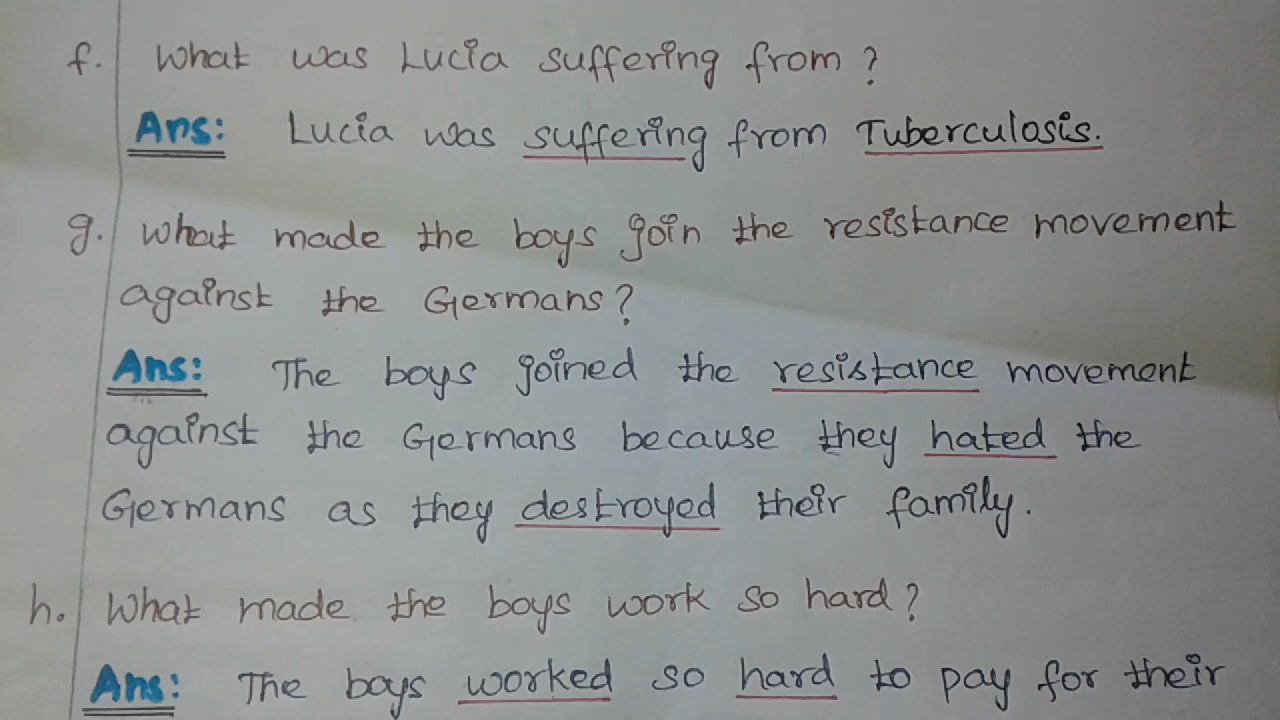 f. What was Lucia suffering from?
Ans: Lucia was suffering from Tuberculosis.
g. What made the boys join the resistance movement
against the Germans?
Ans: The boys joined the resistance movement
against the Germans because they hated the
Germans as they destroyed their family.
h. What made the boys work so hard?
Ans: The boys worked so hard to pay for their